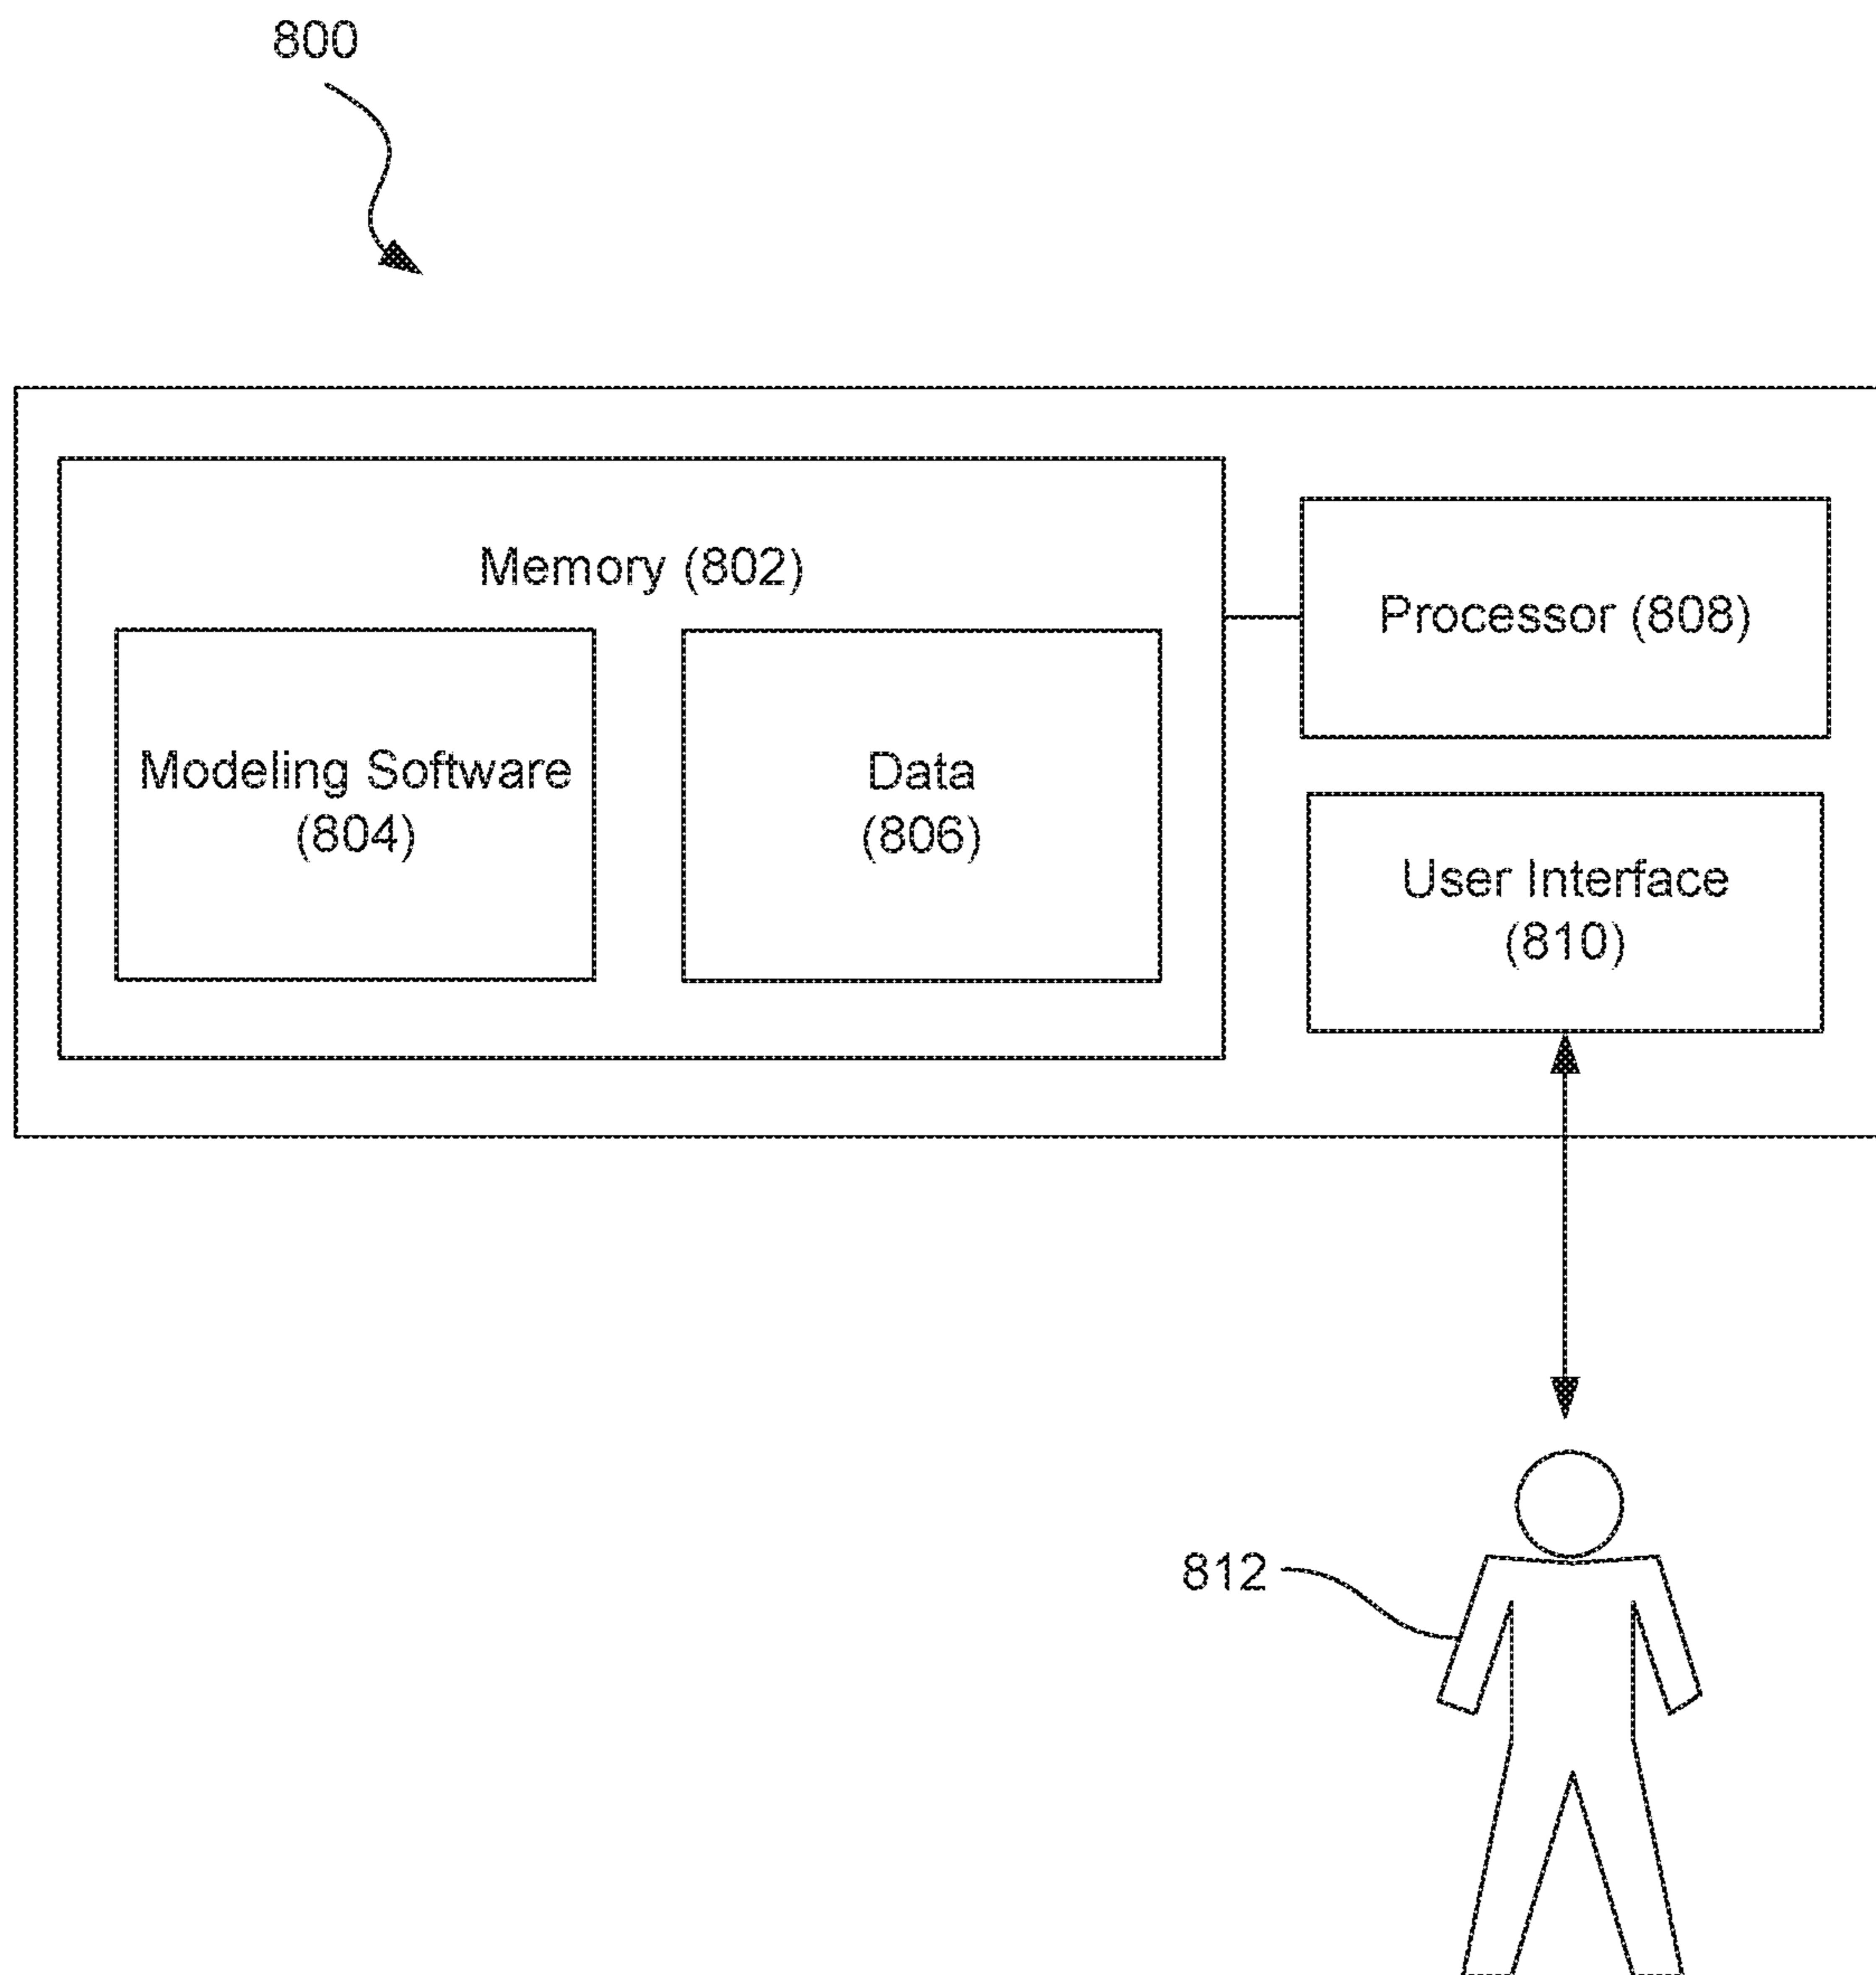 800
Memory (802)
Processor (808)
Modeling Software
(804)
Data
(806)
User Interface
(810)
812